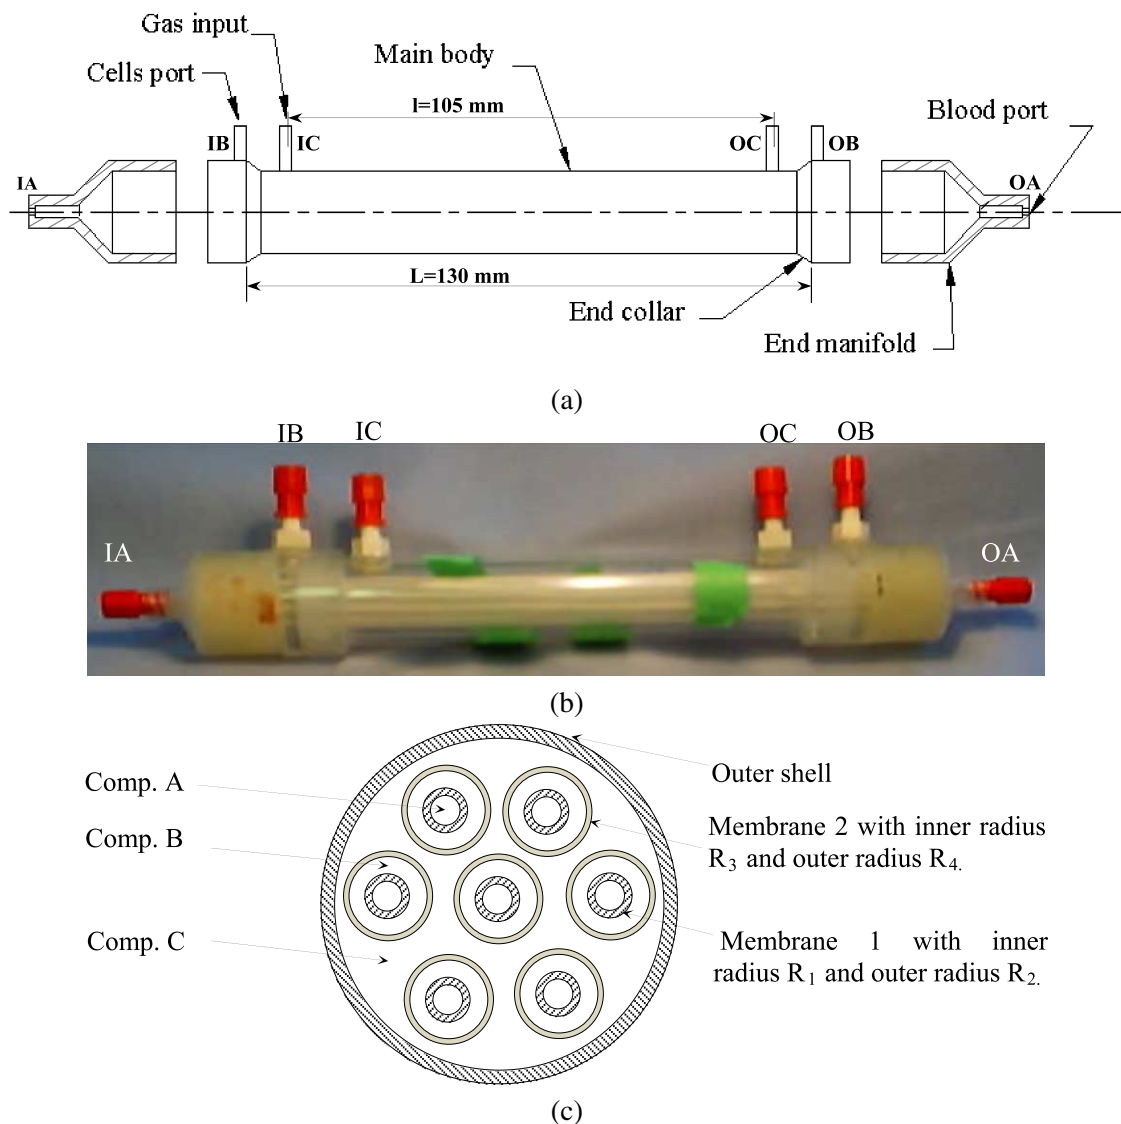 Gas input
Main body
Cells port
l=105 mm
Blood port
IB IC OC OB
IA OA
L=130 mm
End collar
End manifold
(a)
IB IC OC OB
IA OA
(b)
Comp. A
Outer shell
Comp. B
Membrane 2 with inner radius
R3 and outer radius R4.
Comp. C
Membrane 1 with inner
radius R1 and outer radius R2.
(c)